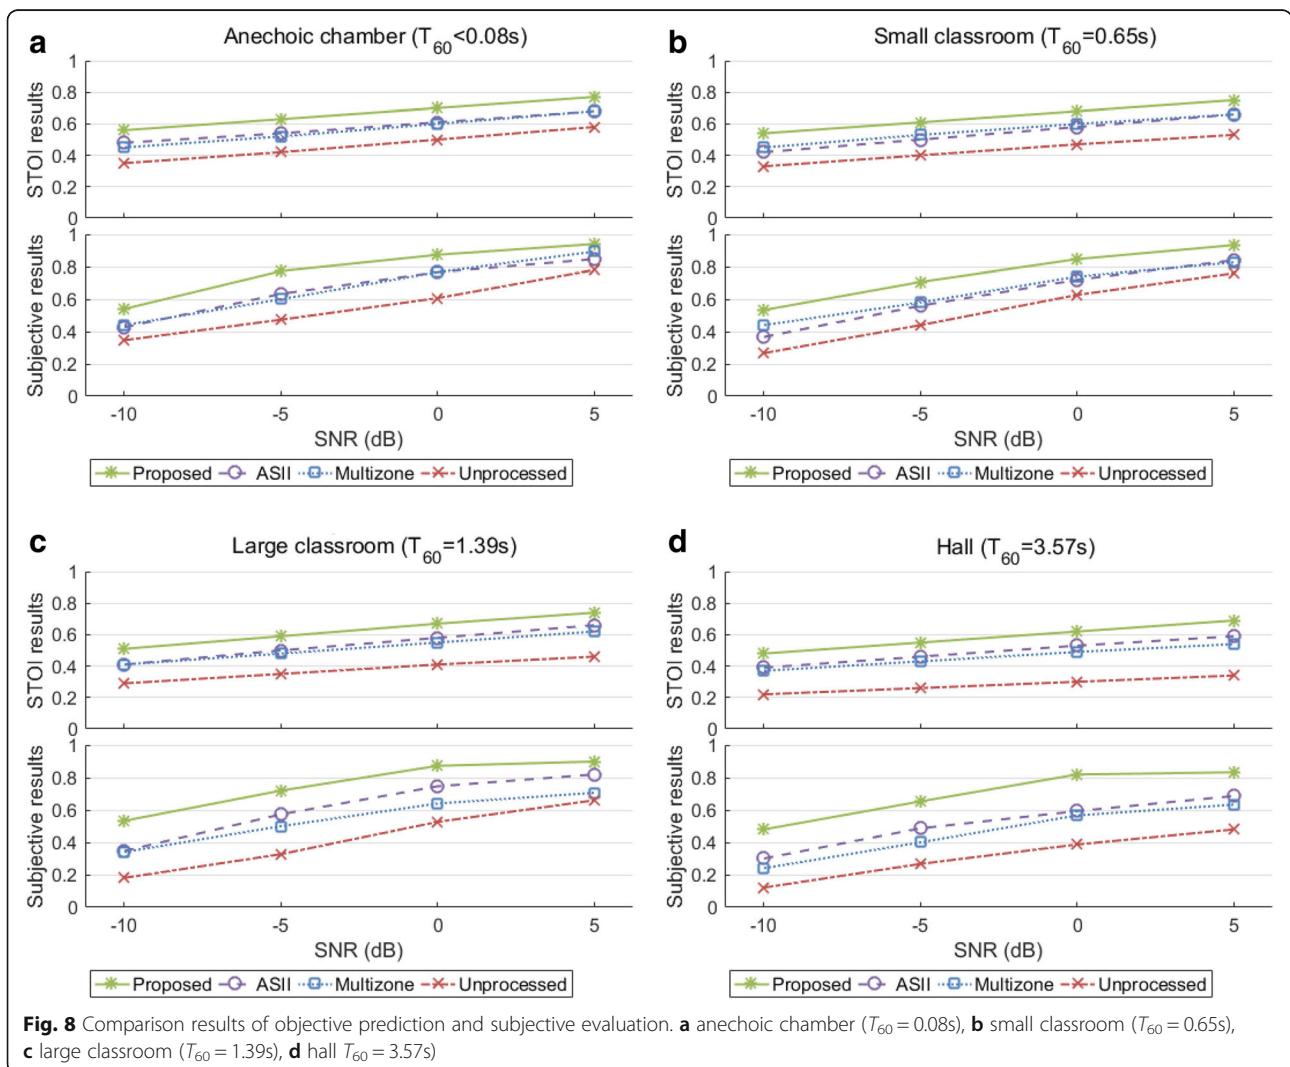 a
Anechoic chamber (T60<0.08s)
STOI results
1
0.8
0.6
0.4
0.2
0
Subjective results
1
0.8
0.6
0.4
0.2
0
-10 -5 0 5
SNR (dB)
Proposed ASII Multizone Unprocessed
b
Small classroom (T60=0.65s)
STOI results
1
0.8
0.6
0.4
0.2
0
Subjective results
1
0.8
0.6
0.4
0.2
0
-10 -5 0 5
SNR (dB)
Proposed ASII Multizone Unprocessed
c
Large classroom (T60=1.39s)
STOI results
1
0.8
0.6
0.4
0.2
0
Subjective results
1
0.8
0.6
0.4
0.2
0
-10 -5 0 5
SNR (dB)
Proposed ASII Multizone Unprocessed
d
Hall (T60=3.57s)
STOI results
1
0.8
0.6
0.4
0.2
0
Subjective results
1
0.8
0.6
0.4
0.2
0
-10 -5 0 5
SNR (dB)
Proposed ASII Multizone Unprocessed
Fig. 8 Comparison results of objective prediction and subjective evaluation. a anechoic chamber (T60 = 0.08s), b small classroom (T60 = 0.65s),
c large classroom (T60 = 1.39s), d hall T60 = 3.57s)